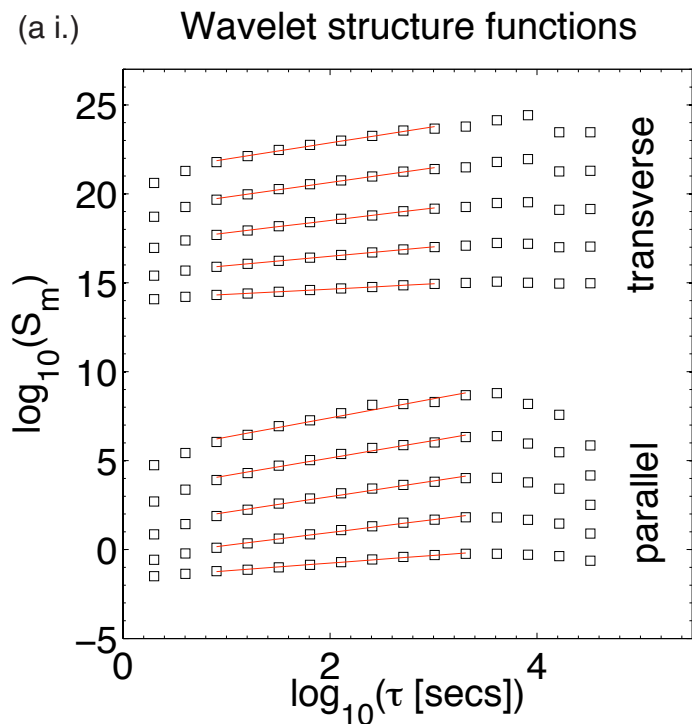 (a i.) Wavelet structure functions
25
20
15
10
5
0
−5
0 2 4
log10(Sm)
log10(τ [secs])
transverse
parallel